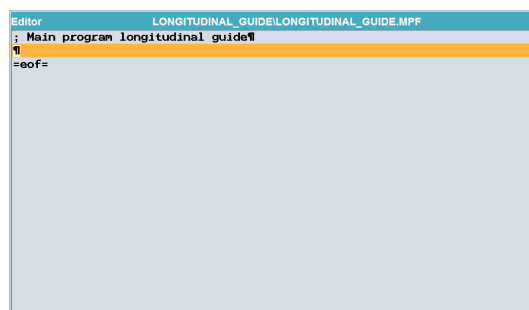 Editor LONGITUDINAL_GUIDE\LONGITUDINAL_GUIDE.MPF
; Main program longitudinal guide¶
¶
=eof=